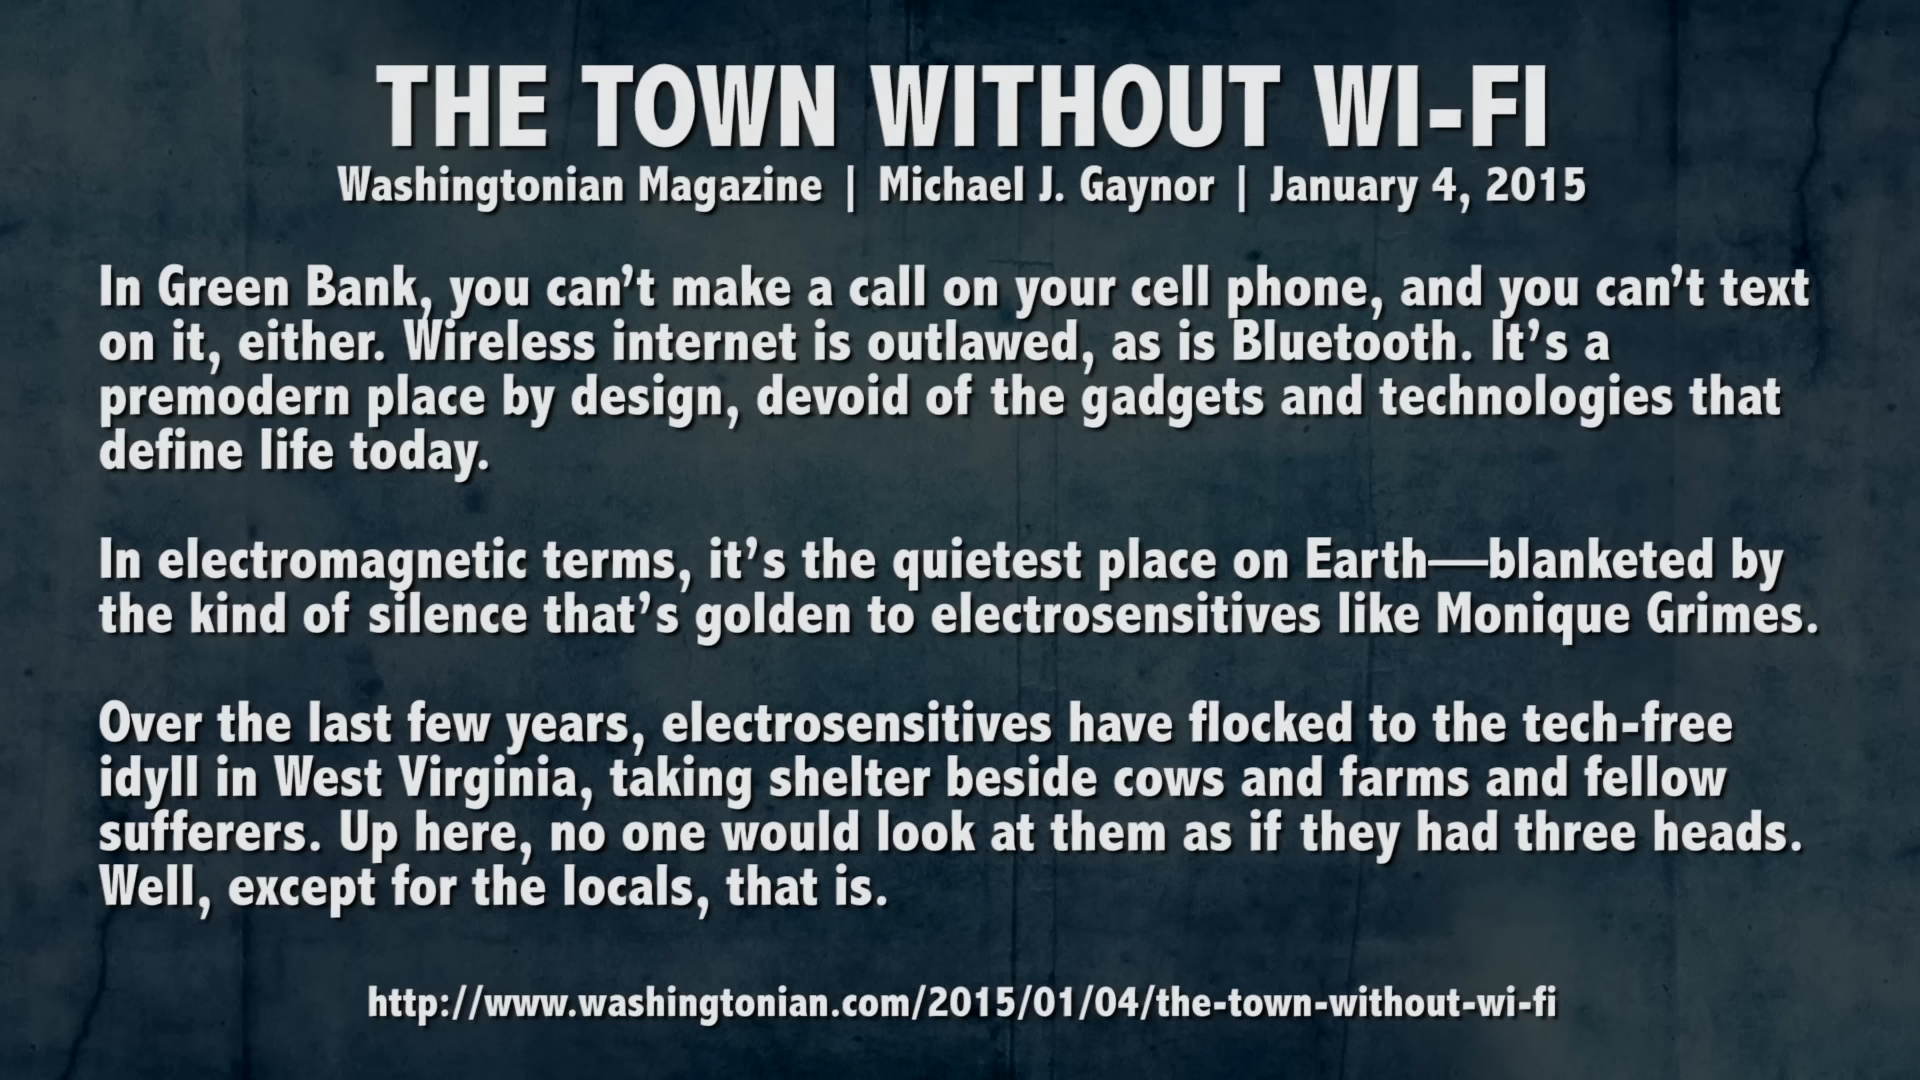 THE TOWN WITHOUT WI-FI
Washingtonian Magazine | Michael J. Gaynor | January 4, 2015
In Green Bank, you can’t make a call on your cell phone, and you can’t text
on it, either. Wireless internet is outlawed, as is Bluetooth. It’s a
premodern place by design, devoid of the gadgets and technologies that
define life today.
In electromagnetic terms, it’s the quietest place on Earth—blanketed by
the kind of silence that’s golden to electrosensitives like Monique Grimes.
Over the last few years, electrosensitives have flocked to the tech-free
idyll in West Virginia, taking shelter beside cows and farms and fellow
sufferers. Up here, no one would look at them as if they had three heads.
Well, except for the locals, that is.
http://www.washingtonian.com/2015/01/04/the-town-without-wi-fi